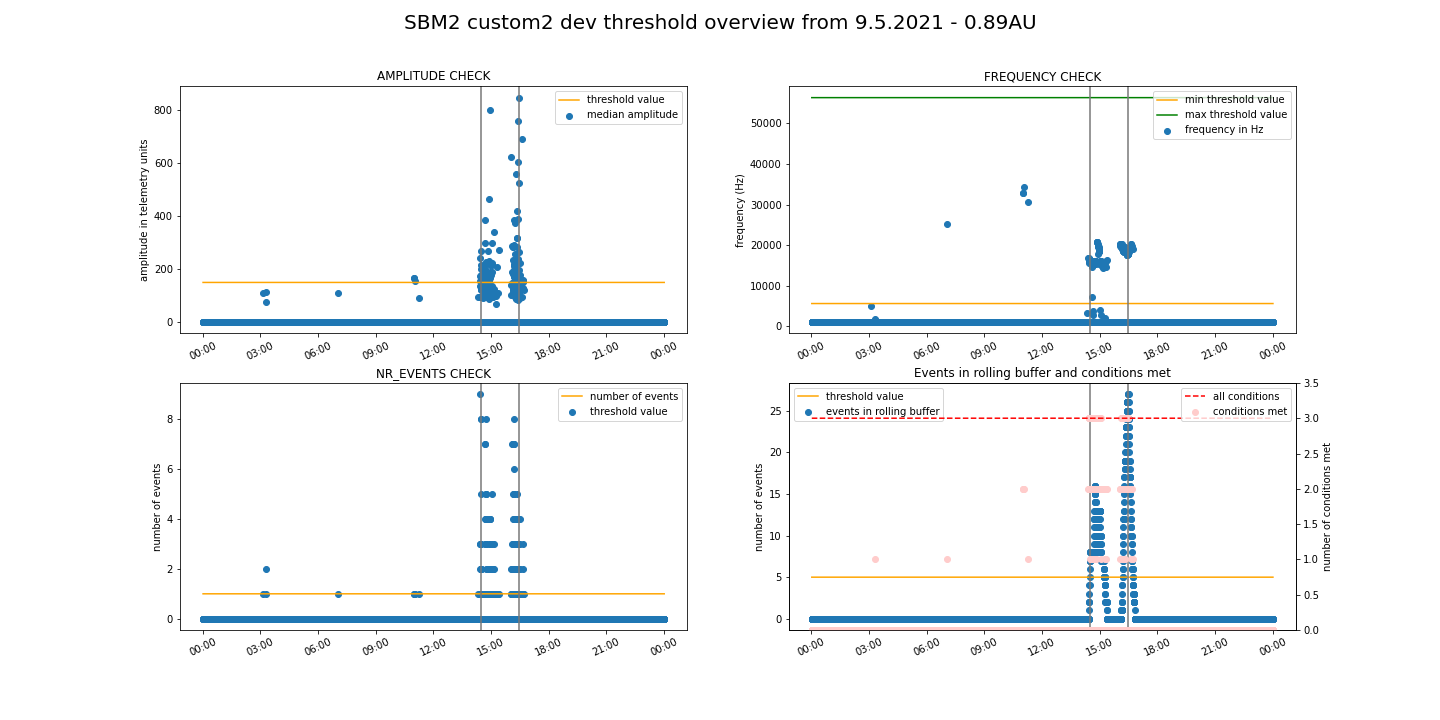 SBM2 custom2 dev threshold overview from 9.5.2021 - 0.89AU
AMPLITUDE CHECK
amplitude in telemetry units
800
600
400
200
0
threshold value
median amplitude
00:00 03:00 06:00 09:00 12:00 15:00 18:00 21:00 00:00
FREQUENCY CHECK
frequency (Hz)
50000
40000
30000
20000
10000
0
min threshold value
max threshold value
frequency in Hz
00:00 03:00 06:00 09:00 12:00 15:00 18:00 21:00 00:00
NR_EVENTS CHECK
number of events
8
6
4
2
0
number of events
threshold value
00:00 03:00 06:00 09:00 12:00 15:00 18:00 21:00 00:00
Events in rolling buffer and conditions met
number of events
25
20
15
10
5
0
threshold value
events in rolling buffer
all conditions
conditions met
3.5
3.0
2.5
2.0
1.5
1.0
0.5
0.0
number of conditions met
00:00 03:00 06:00 09:00 12:00 15:00 18:00 21:00 00:00